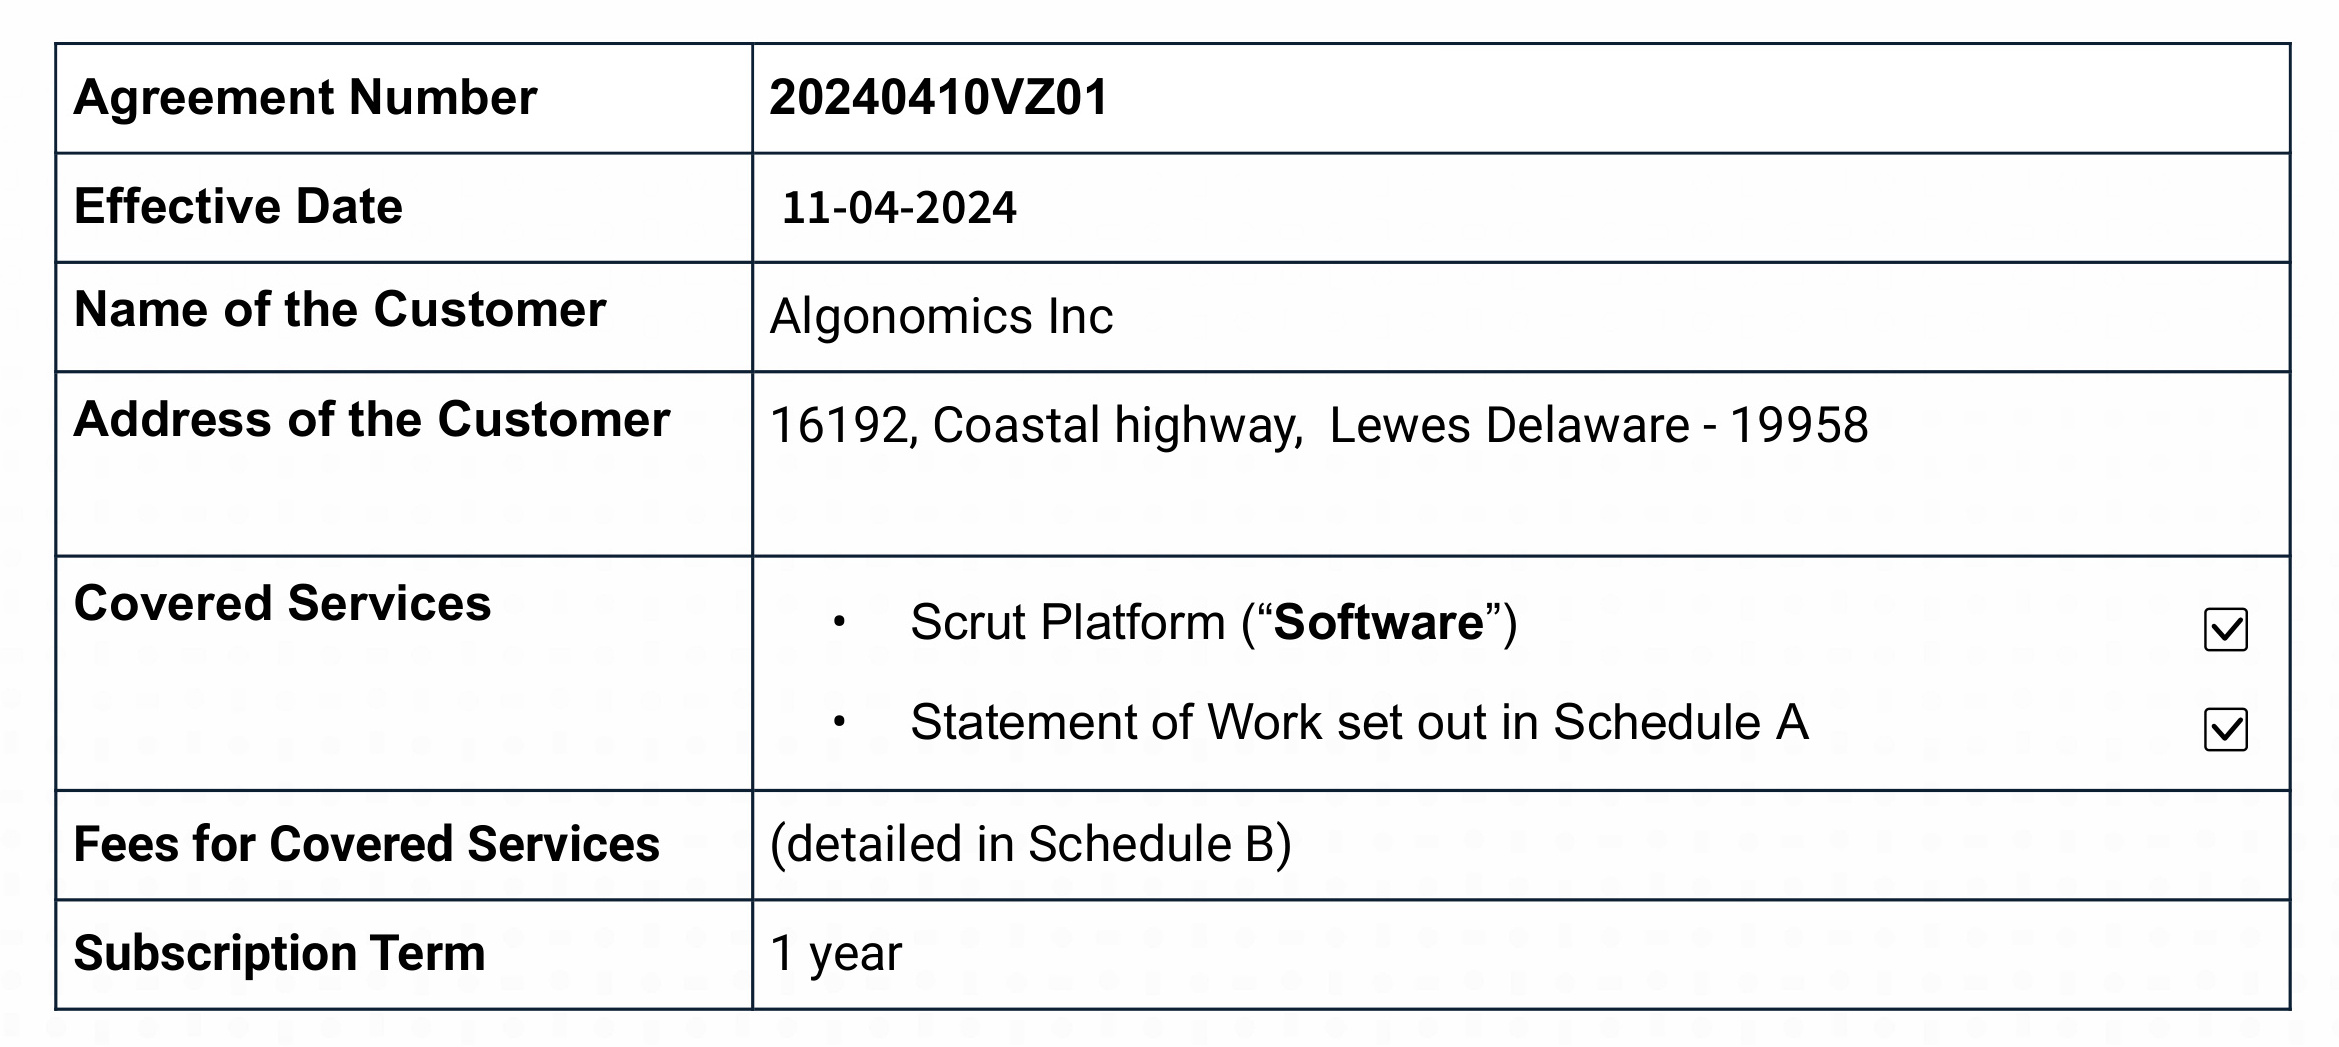 Agreement Number 20240410VZ01
Effective Date 11-04-2024
Name of the Customer Algonomics Inc
Address of the Customer 16192, Coastal highway,  Lewes Delaware - 19958
Covered Services
• Scrut Platform (“Software”) ☑
• Statement of Work set out in Schedule A ☑
Fees for Covered Services (detailed in Schedule B)
Subscription Term 1 year